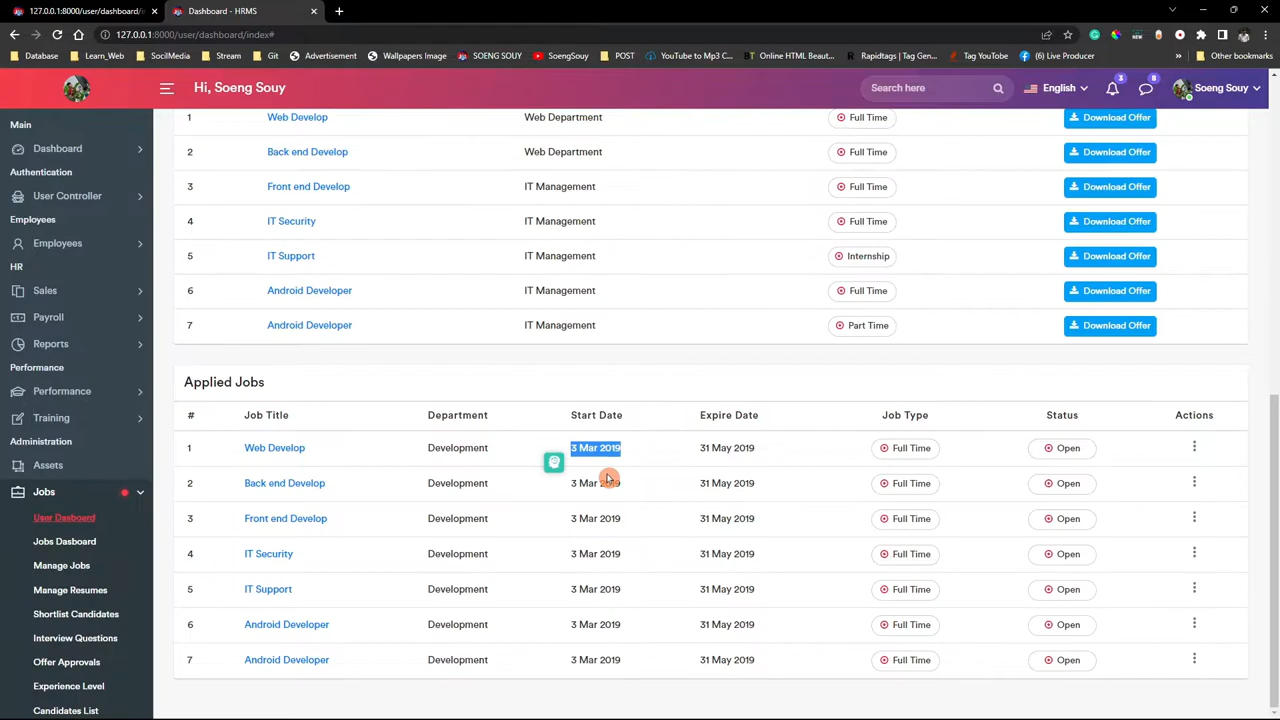 127.0.0.1:8000/user/dashboard/in
Dashboard - HRMS
127.0.0.1:8000/user/dashboard/index#
Database
Learn_Web
SocilMedia
Stream
Git
Advertisement
Wallpapers Image
SOENG SOUY
SoengSouy
POST
YouTube to Mp3 C...
Online HTML Beaut...
Rapidtags | Tag Gen...
Tag YouTube
(6) Live Producer
Other bookmarks
Hi, Soeng Souy
Search here
English
3
8
Soeng Souy
Main
Dashboard
Authentication
User Controller
Employees
Employees
HR
Sales
Payroll
Reports
Performance
Performance
Training
Administration
Assets
Jobs
User Dasboard
Jobs Dasboard
Manage Jobs
Manage Resumes
Shortlist Candidates
Interview Questions
Offer Approvals
Experience Level
Candidates List
1 Web Develop Web Department Full Time Download Offer
2 Back end Develop Web Department Full Time Download Offer
3 Front end Develop IT Management Full Time Download Offer
4 IT Security IT Management Full Time Download Offer
5 IT Support IT Management Internship Download Offer
6 Android Developer IT Management Full Time Download Offer
7 Android Developer IT Management Part Time Download Offer
Applied Jobs
# Job Title Department Start Date Expire Date Job Type Status Actions
1 Web Develop Development 3 Mar 2019 31 May 2019 Full Time Open
2 Back end Develop Development 3 Mar 2019 31 May 2019 Full Time Open
3 Front end Develop Development 3 Mar 2019 31 May 2019 Full Time Open
4 IT Security Development 3 Mar 2019 31 May 2019 Full Time Open
5 IT Support Development 3 Mar 2019 31 May 2019 Full Time Open
6 Android Developer Development 3 Mar 2019 31 May 2019 Full Time Open
7 Android Developer Development 3 Mar 2019 31 May 2019 Full Time Open